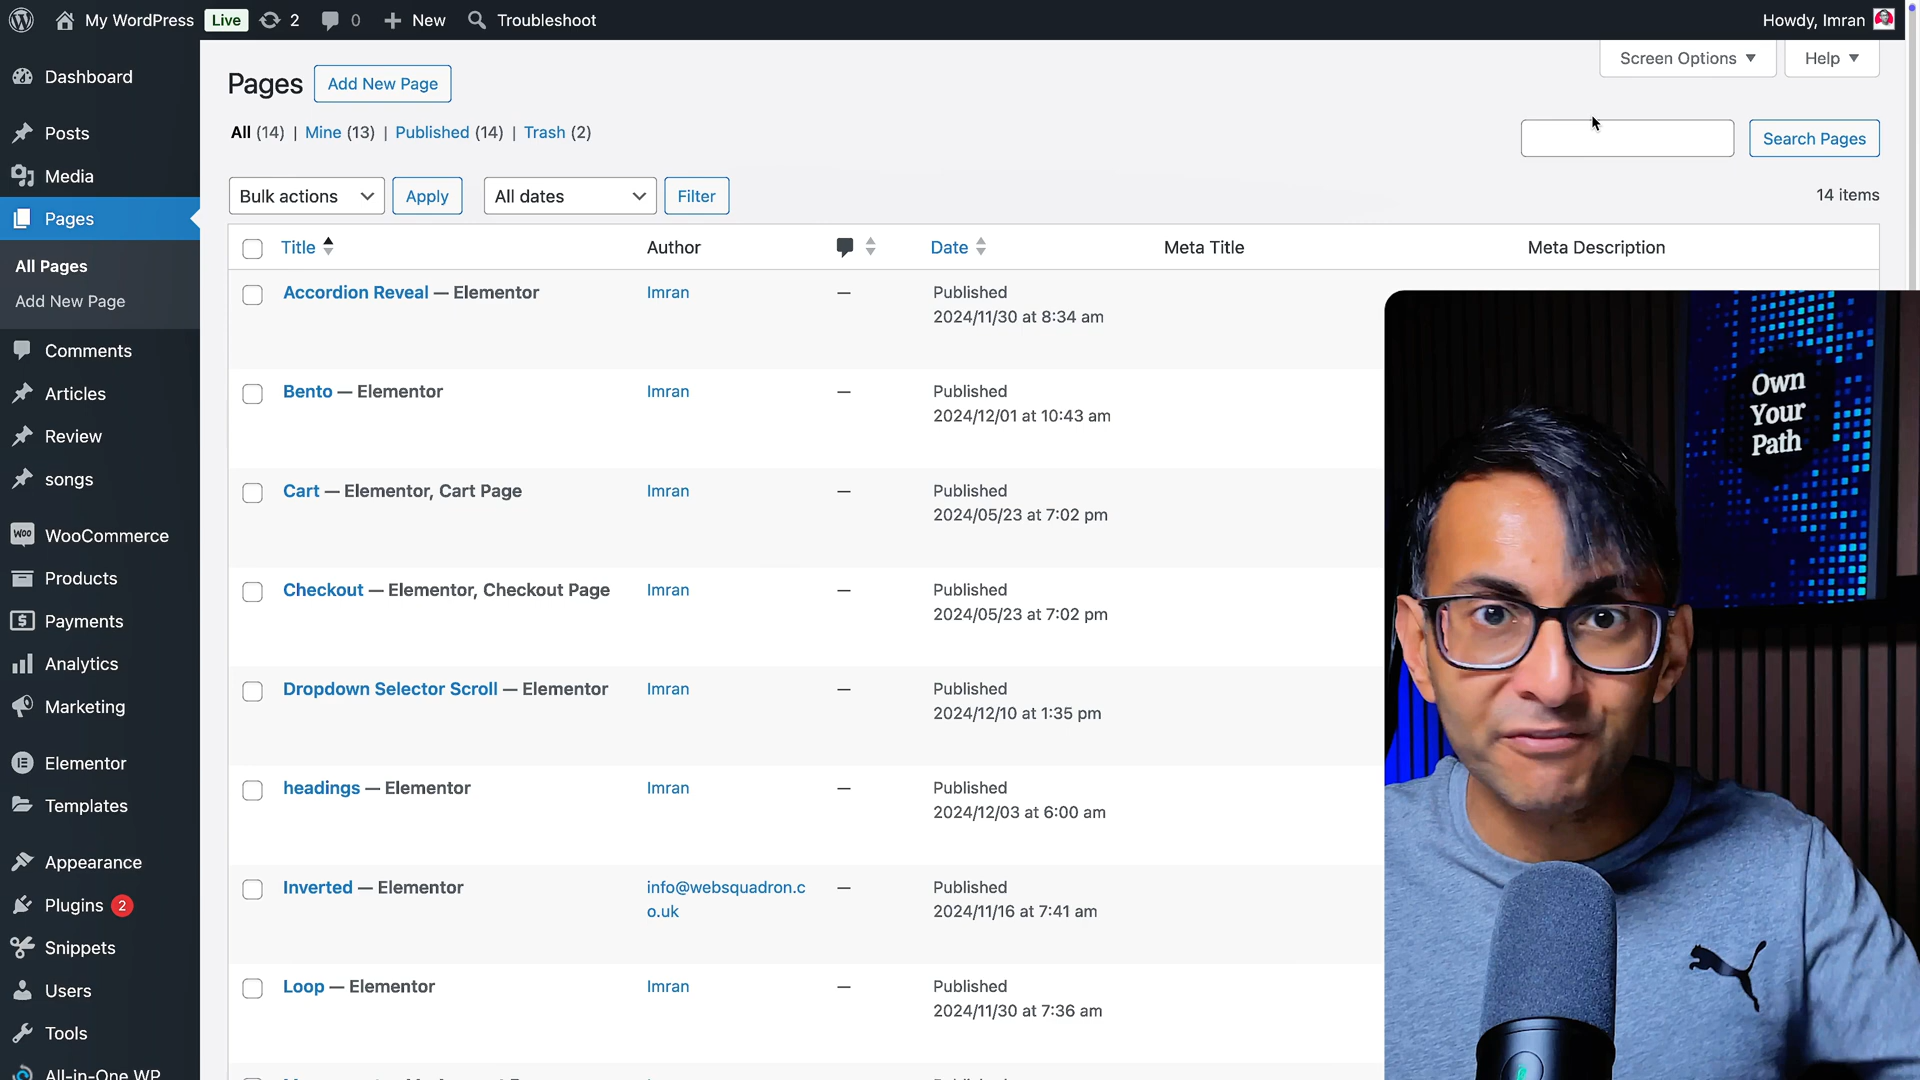 My WordPress Live 2 0 New Troubleshoot Howdy, Imran
Dashboard
Posts
Media
Pages
All Pages
Add New Page
Comments
Articles
Review
songs
WooCommerce
Products
Payments
Analytics
Marketing
Elementor
Templates
Appearance
Plugins 2
Snippets
Users
Tools
All-in-One WP
Screen Options Help
Pages Add New Page
All (14) | Mine (13) | Published (14) | Trash (2)
Search Pages
Bulk actions Apply All dates Filter 14 items
Title Author Date Meta Title Meta Description
Accordion Reveal — Elementor Imran — Published
2024/11/30 at 8:34 am
Bento — Elementor Imran — Published
2024/12/01 at 10:43 am
Cart — Elementor, Cart Page Imran — Published
2024/05/23 at 7:02 pm
Checkout — Elementor, Checkout Page Imran — Published
2024/05/23 at 7:02 pm
Dropdown Selector Scroll — Elementor Imran — Published
2024/12/10 at 1:35 pm
headings — Elementor Imran — Published
2024/12/03 at 6:00 am
Inverted — Elementor info@websquadron.c — Published
o.uk 2024/11/16 at 7:41 am
Loop — Elementor Imran — Published
2024/11/30 at 7:36 am
Own
Your
Path